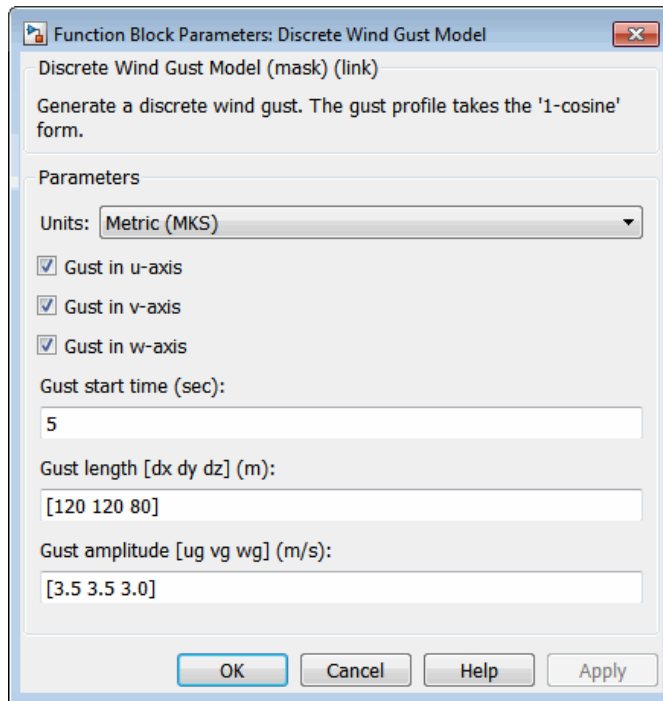 Function Block Parameters: Discrete Wind Gust Model
Discrete Wind Gust Model (mask) (link)
Generate a discrete wind gust. The gust profile takes the '1-cosine'
form.
Parameters
Units: Metric (MKS)
Gust in u-axis
Gust in v-axis
Gust in w-axis
Gust start time (sec):
5
Gust length [dx dy dz] (m):
[120 120 80]
Gust amplitude [ug vg wg] (m/s):
[3.5 3.5 3.0]
OK Cancel Help Apply